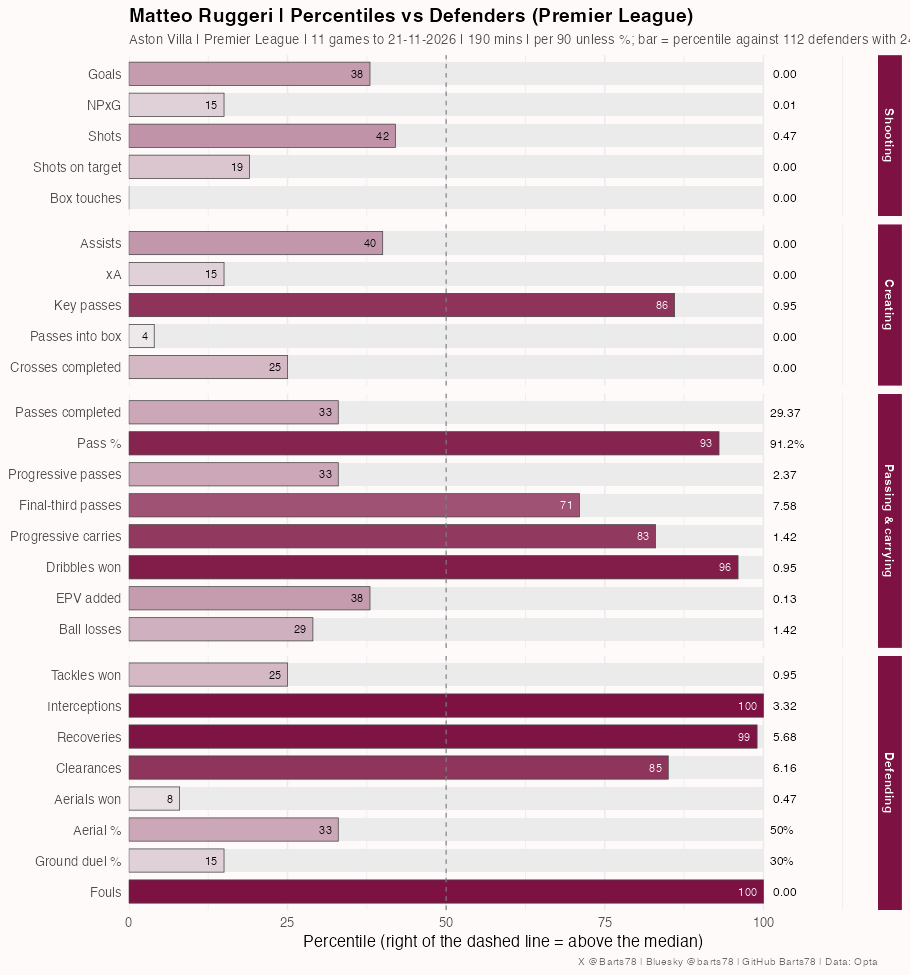 Matteo Ruggeri | Percentiles vs Defenders (Premier League)
Aston Villa | Premier League | 11 games to 21-11-2026 | 190 mins | per 90 unless %; bar = percentile against 112 defenders with 24
Shooting
Goals 38 0.00
NPxG 15 0.01
Shots 42 0.47
Shots on target 19 0.00
Box touches 0.00
Creating
Assists 40 0.00
xA 15 0.00
Key passes 86 0.95
Passes into box 4 0.00
Crosses completed 25 0.00
Passing & carrying
Passes completed 33 29.37
Pass % 93 91.2%
Progressive passes 33 2.37
Final-third passes 71 7.58
Progressive carries 83 1.42
Dribbles won 96 0.95
EPV added 38 0.13
Ball losses 29 1.42
Defending
Tackles won 25 0.95
Interceptions 100 3.32
Recoveries 99 5.68
Clearances 85 6.16
Aerials won 8 0.47
Aerial % 33 50%
Ground duel % 15 30%
Fouls 100 0.00
0 25 50 75 100
Percentile (right of the dashed line = above the median)
X @Barts78 | Bluesky @barts78 | GitHub Barts78 | Data: Opta